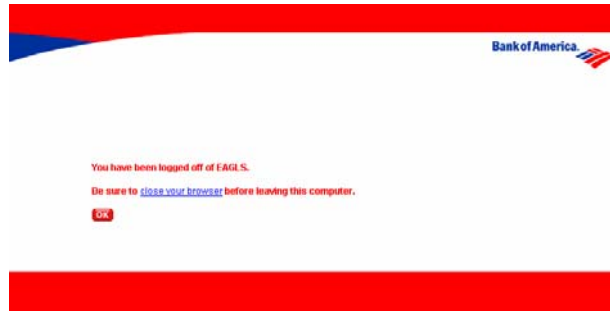 Bank of America.
You have been logged off of EAGLS.
Be sure to close your browser before leaving this computer.
OK